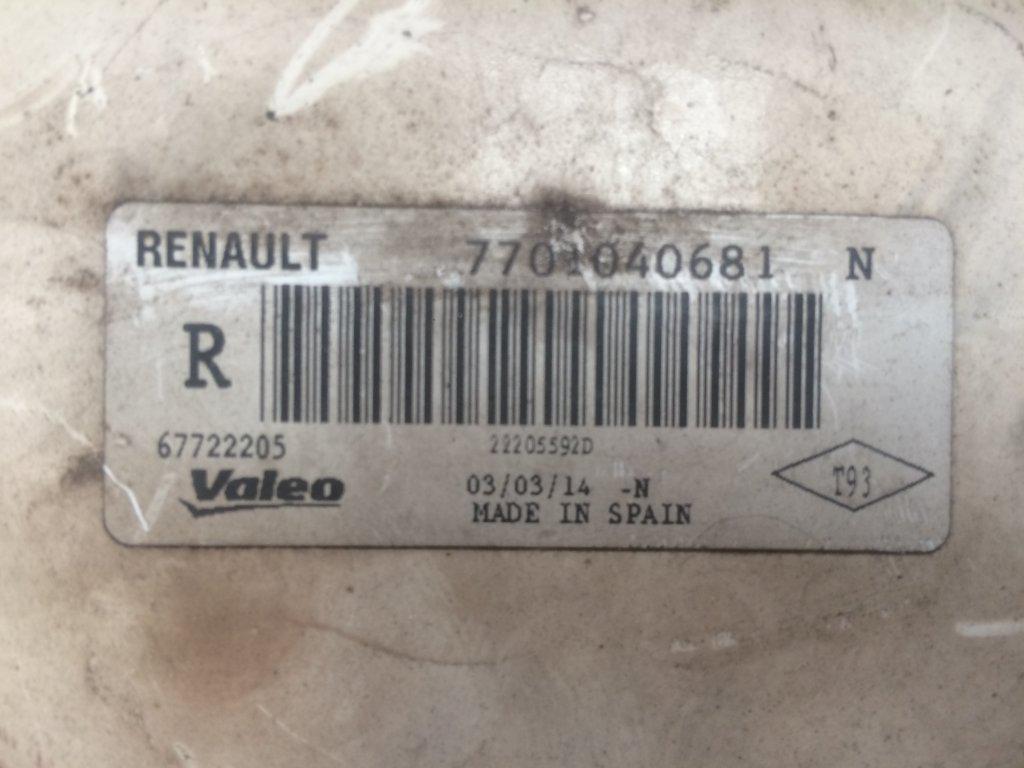 RENAULT 7701040681 N
R
67722205 22205592D
Valeo 03/03/14 -N
MADE IN SPAIN
T93